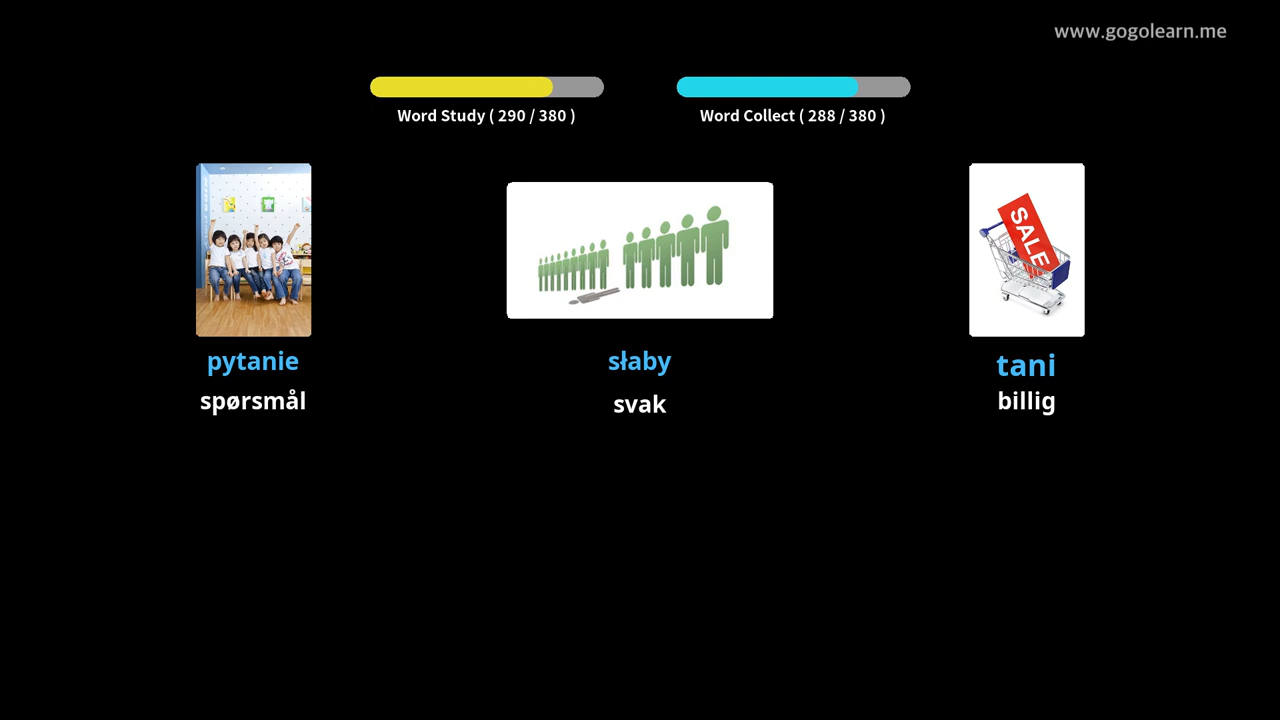 www.gogolearn.me
Word Study ( 290 / 380 )
Word Collect ( 288 / 380 )
SALE
pytanie
słaby
tani
spørsmål
svak
billig